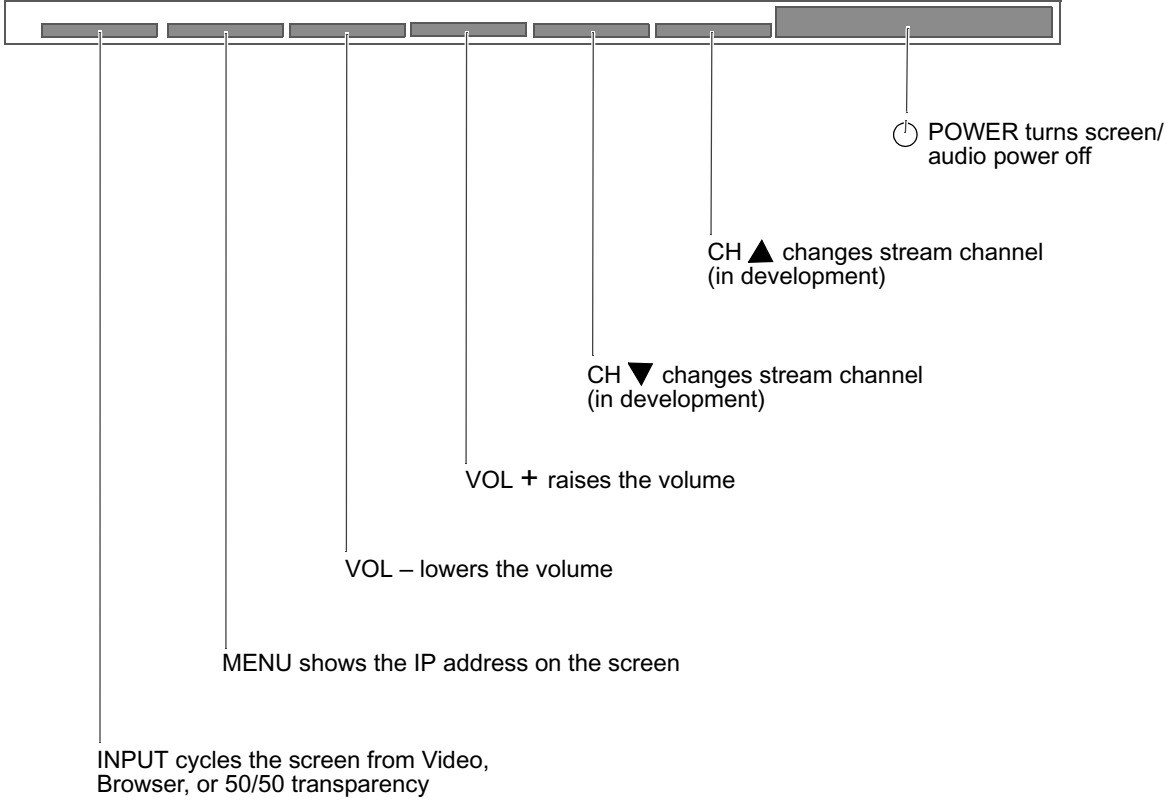 POWER turns screen/
audio power off
CH ▲ changes stream channel
(in development)
CH ▼ changes stream channel
(in development)
VOL + raises the volume
VOL – lowers the volume
MENU shows the IP address on the screen
INPUT cycles the screen from Video,
Browser, or 50/50 transparency